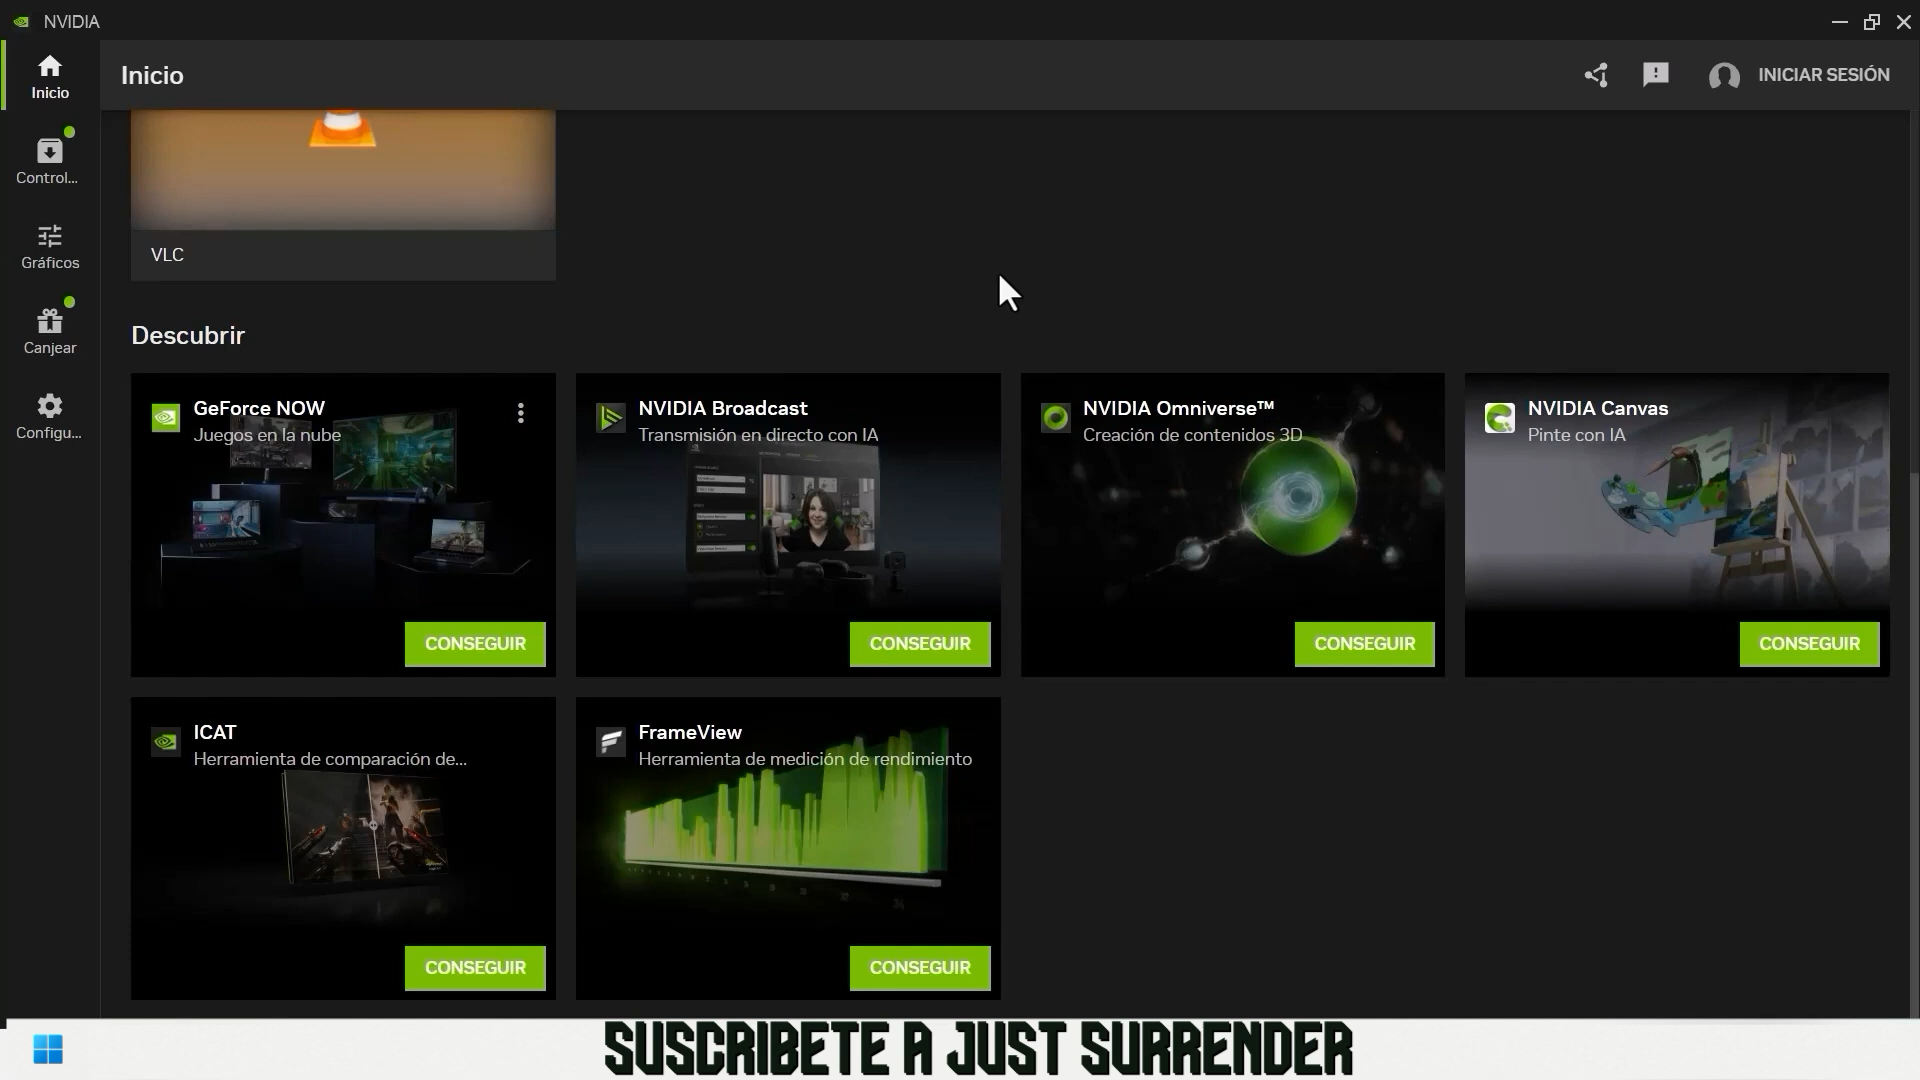 NVIDIA
Inicio
INICIAR SESIÓN
Inicio
Control...
Gráficos
Canjear
Configu...
VLC
Descubrir
GeForce NOW
Juegos en la nube
CONSEGUIR
NVIDIA Broadcast
Transmisión en directo con IA
CONSEGUIR
NVIDIA Omniverse™
Creación de contenidos 3D
CONSEGUIR
NVIDIA Canvas
Pinte con IA
CONSEGUIR
ICAT
Herramienta de comparación de...
CONSEGUIR
FrameView
Herramienta de medición de rendimiento
CONSEGUIR
SUSCRIBETE A JUST SURRENDER